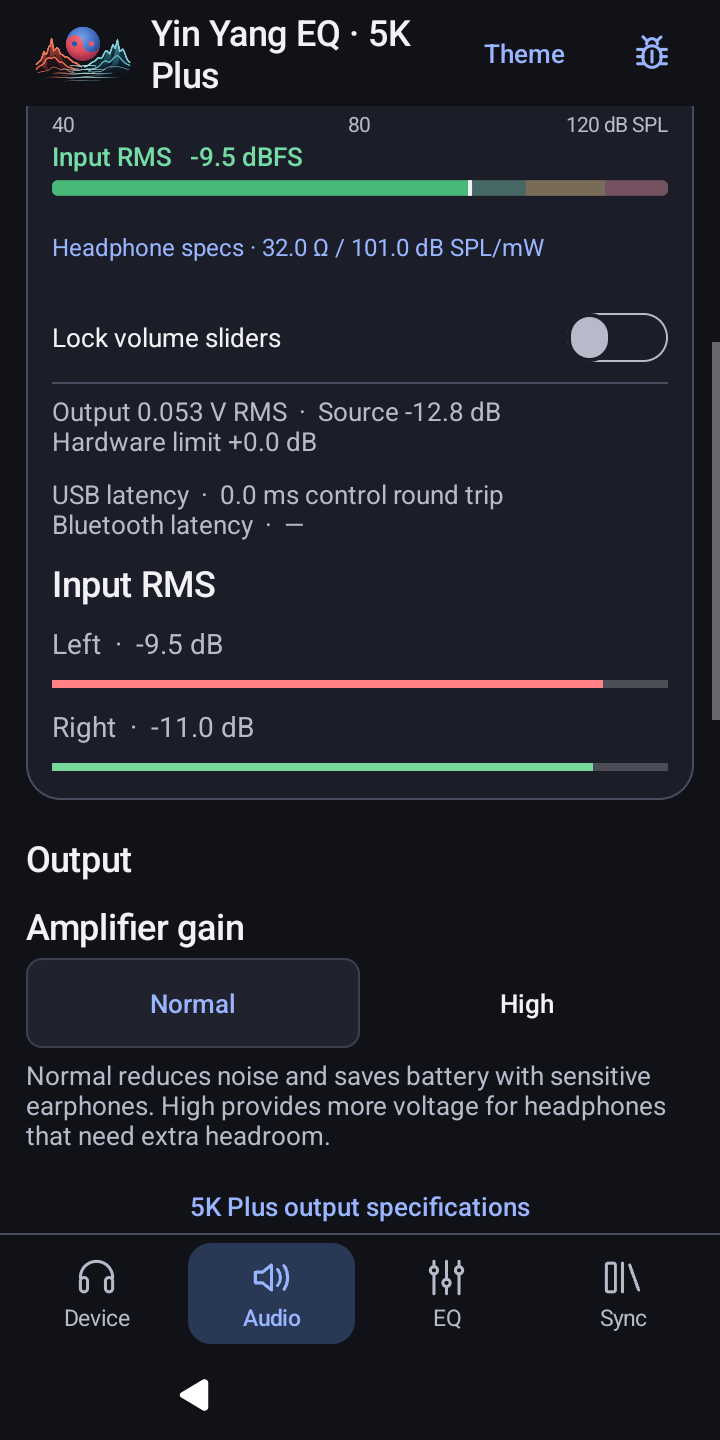 Yin Yang EQ · 5K
Plus
Theme
40 80 120 dB SPL
Input RMS -9.5 dBFS
Headphone specs · 32.0 Ω / 101.0 dB SPL/mW
Lock volume sliders
Output 0.053 V RMS · Source -12.8 dB
Hardware limit +0.0 dB
USB latency · 0.0 ms control round trip
Bluetooth latency · —
Input RMS
Left · -9.5 dB
Right · -11.0 dB
Output
Amplifier gain
Normal High
Normal reduces noise and saves battery with sensitive
earphones. High provides more voltage for headphones
that need extra headroom.
5K Plus output specifications
Device Audio EQ Sync